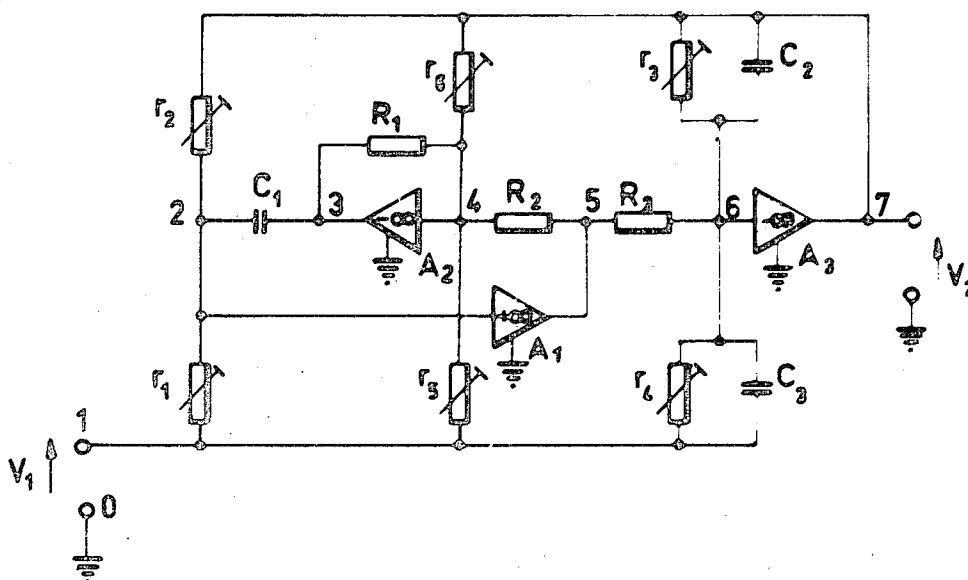 r₃ C₂
r₆
r₂ R₁
C₁
2 3 4 R₂ 5 R₃ 6 7
-∞ -∞
A₂ A₃
V₂
A₁
r₁ r₅ r₄ C₃
1
V₁
0